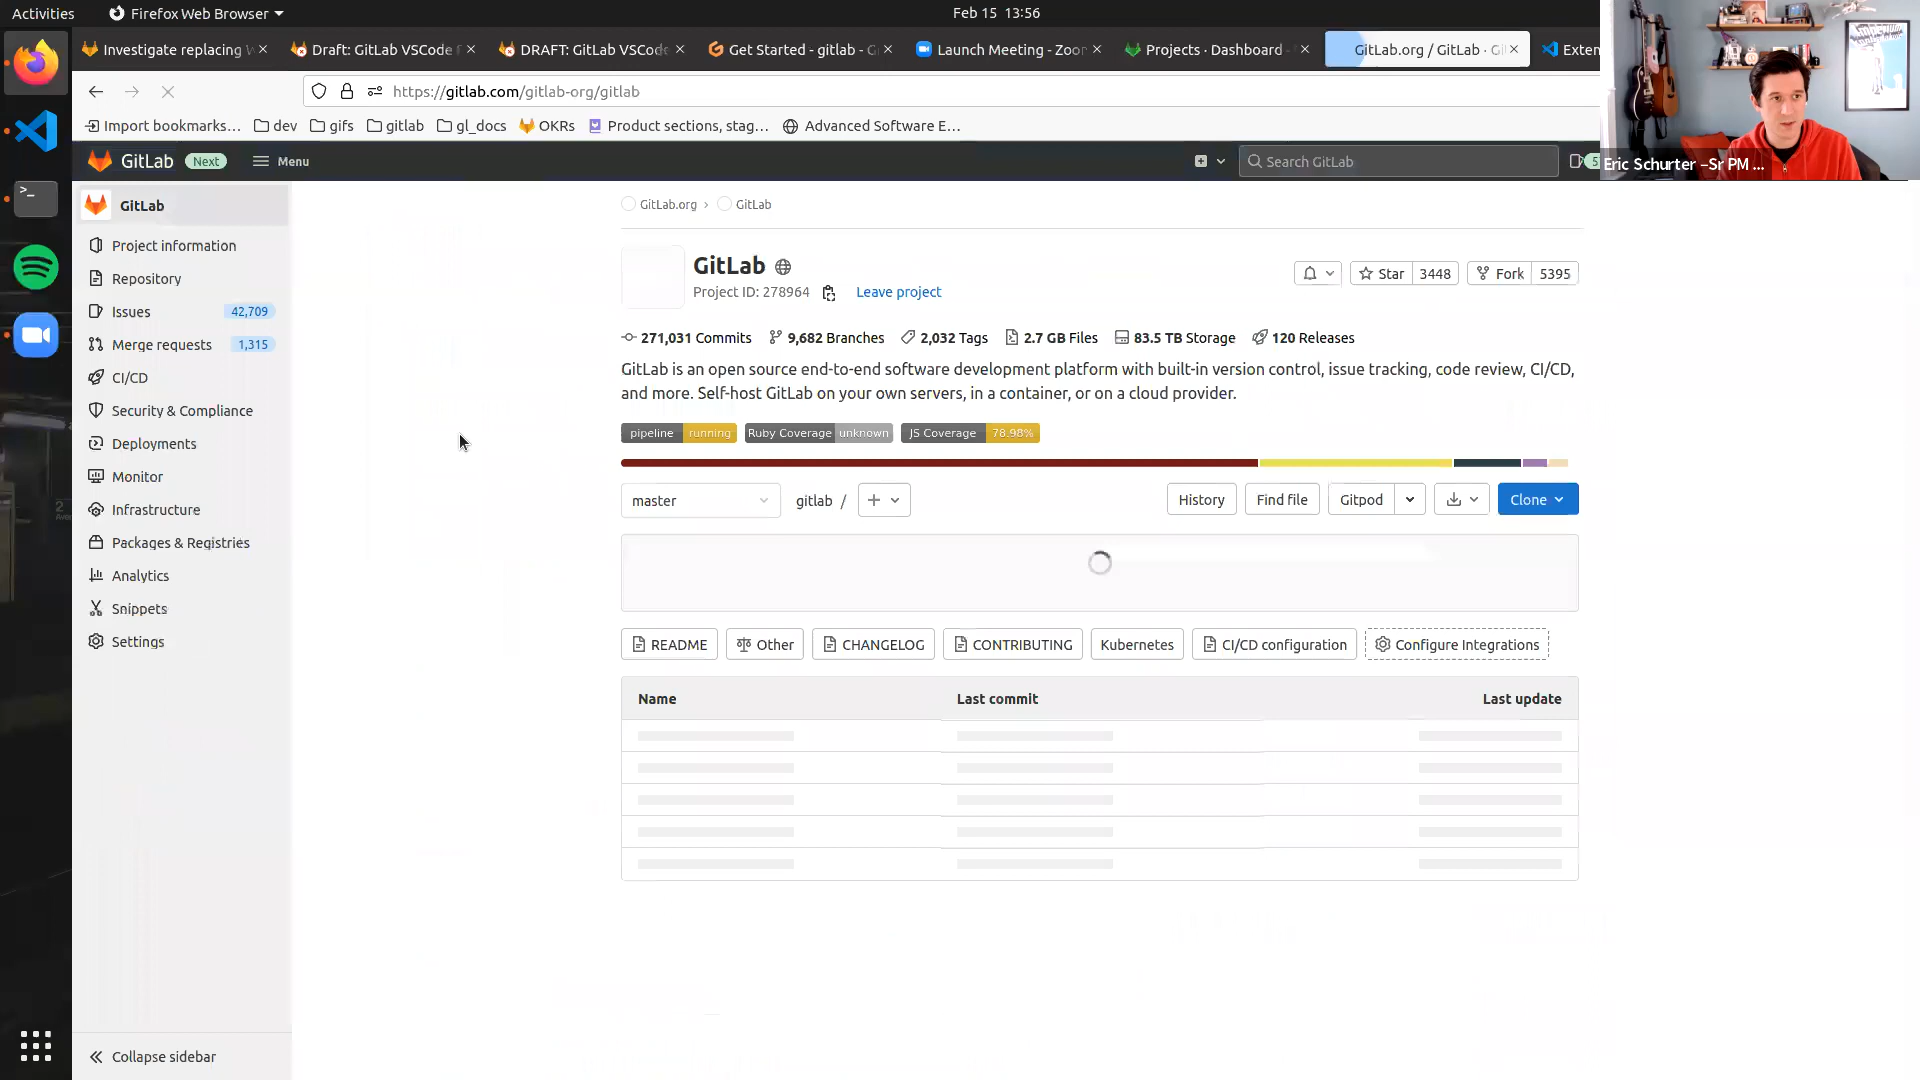 Activities
Firefox Web Browser
Feb 15 13:56
Investigate replacing
Draft: GitLab VSCode
DRAFT: GitLab VSCode
Get Started - gitlab -
Launch Meeting - Zoom
Projects · Dashboard
GitLab.org / GitLab ·
https://gitlab.com/gitlab-org/gitlab
Import bookmarks…
dev
gifs
gitlab
gl_docs
OKRs
Product sections, stag…
Advanced Software E…
GitLab
Next
Menu
Search GitLab
5
Eric Schurter –Sr PM ...
GitLab
Project information
Repository
Issues 42,709
Merge requests 1,315
CI/CD
Security & Compliance
Deployments
Monitor
Infrastructure
Packages & Registries
Analytics
Snippets
Settings
Collapse sidebar
GitLab.org › GitLab
GitLab
Project ID: 278964
Leave project
Star 3448
Fork 5395
271,031 Commits
9,682 Branches
2,032 Tags
2.7 GB Files
83.5 TB Storage
120 Releases
GitLab is an open source end-to-end software development platform with built-in version control, issue tracking, code review, CI/CD,
and more. Self-host GitLab on your own servers, in a container, or on a cloud provider.
pipeline running
Ruby Coverage unknown
JS Coverage 78.98%
master
gitlab /
History
Find file
Gitpod
Clone
README
Other
CHANGELOG
CONTRIBUTING
Kubernetes
CI/CD configuration
Configure Integrations
Name
Last commit
Last update